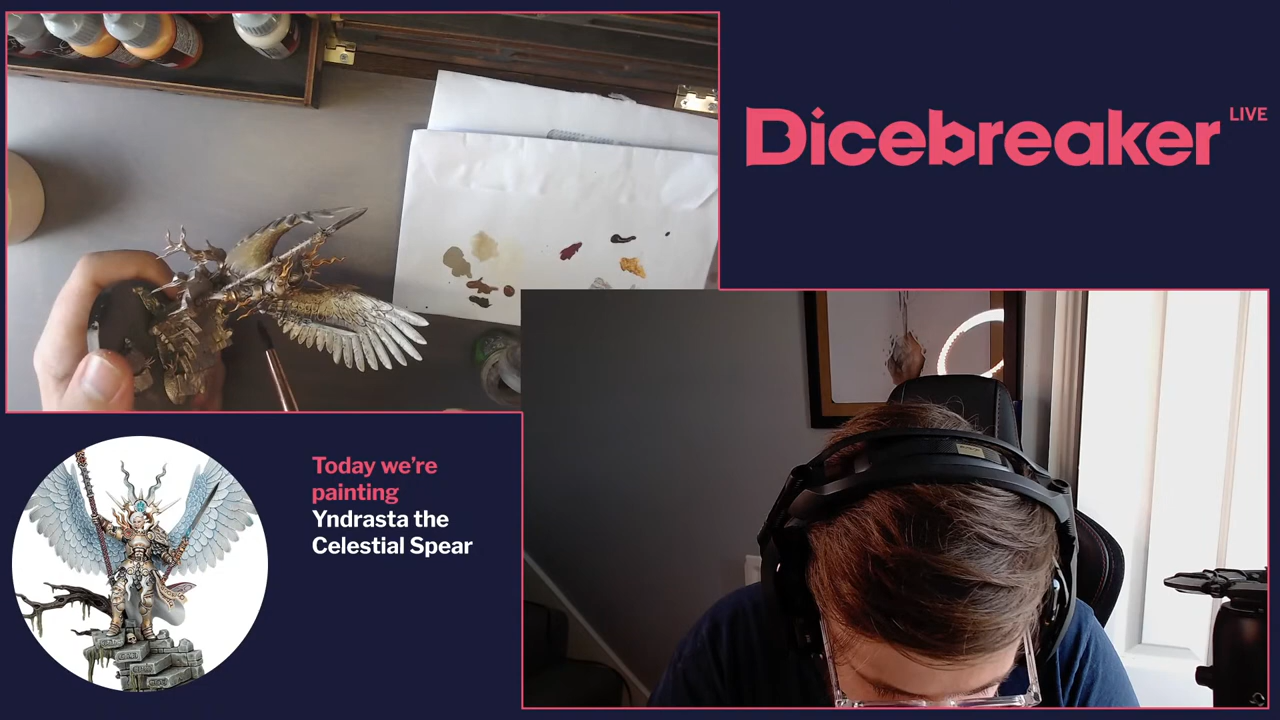 Dicebreaker LIVE
Today we're
painting
Yndrasta the
Celestial Spear